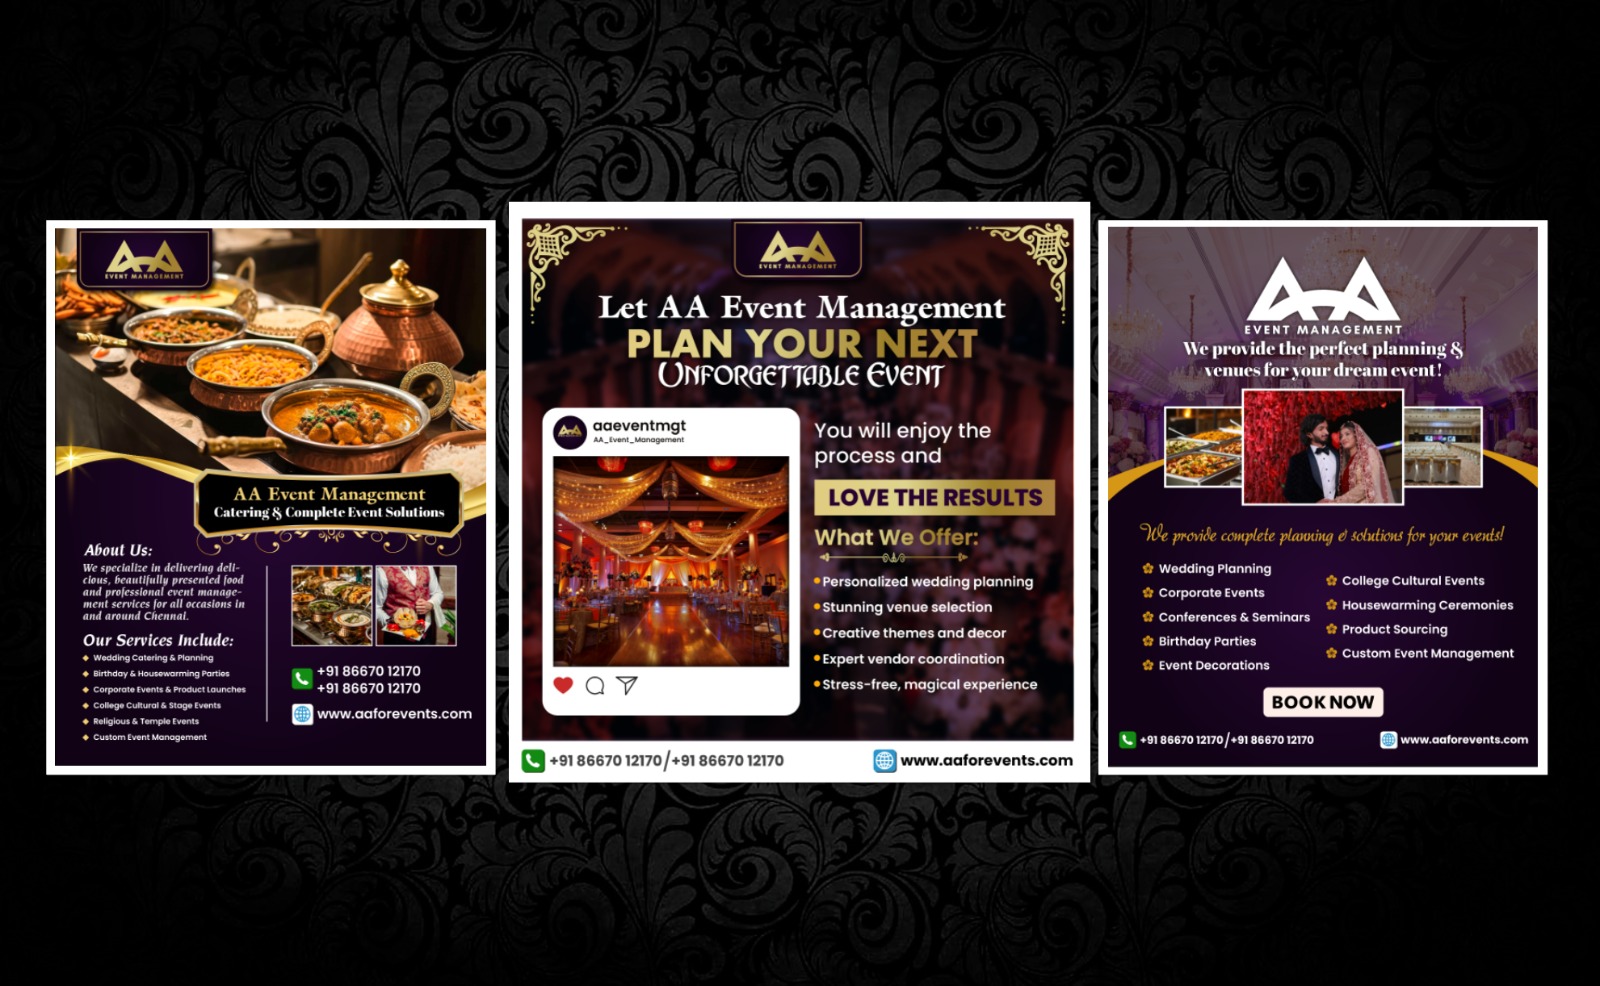 AA
EVENT MANAGEMENT
AA Event Management
Catering & Complete Event Solutions
About Us:
We specialize in delivering deli-
cious, beautifully presented food
and professional event manage-
ment services for all occasions in
and around Chennai.
Our Services Include:
Wedding Catering & Planning
Birthday & Housewarming Parties
Corporate Events & Product Launches
College Cultural & Stage Events
Religious & Temple Events
Custom Event Management
+91 86670 12170
+91 86670 12170
www.aaforevents.com
AA
EVENT MANAGEMENT
Let AA Event Management
PLAN YOUR NEXT
UNFORGETTABLE EVENT
aaeventmgt
AA_Event_Management
You will enjoy the
process and
LOVE THE RESULTS
What We Offer:
Personalized wedding planning
Stunning venue selection
Creative themes and decor
Expert vendor coordination
Stress-free, magical experience
+91 86670 12170/+91 86670 12170
www.aaforevents.com
AA
EVENT MANAGEMENT
We provide the perfect planning &
venues for your dream event!
We provide complete planning & solutions for your events!
Wedding Planning
Corporate Events
Conferences & Seminars
Birthday Parties
Event Decorations
College Cultural Events
Housewarming Ceremonies
Product Sourcing
Custom Event Management
BOOK NOW
+91 86670 12170/+91 86670 12170
www.aaforevents.com